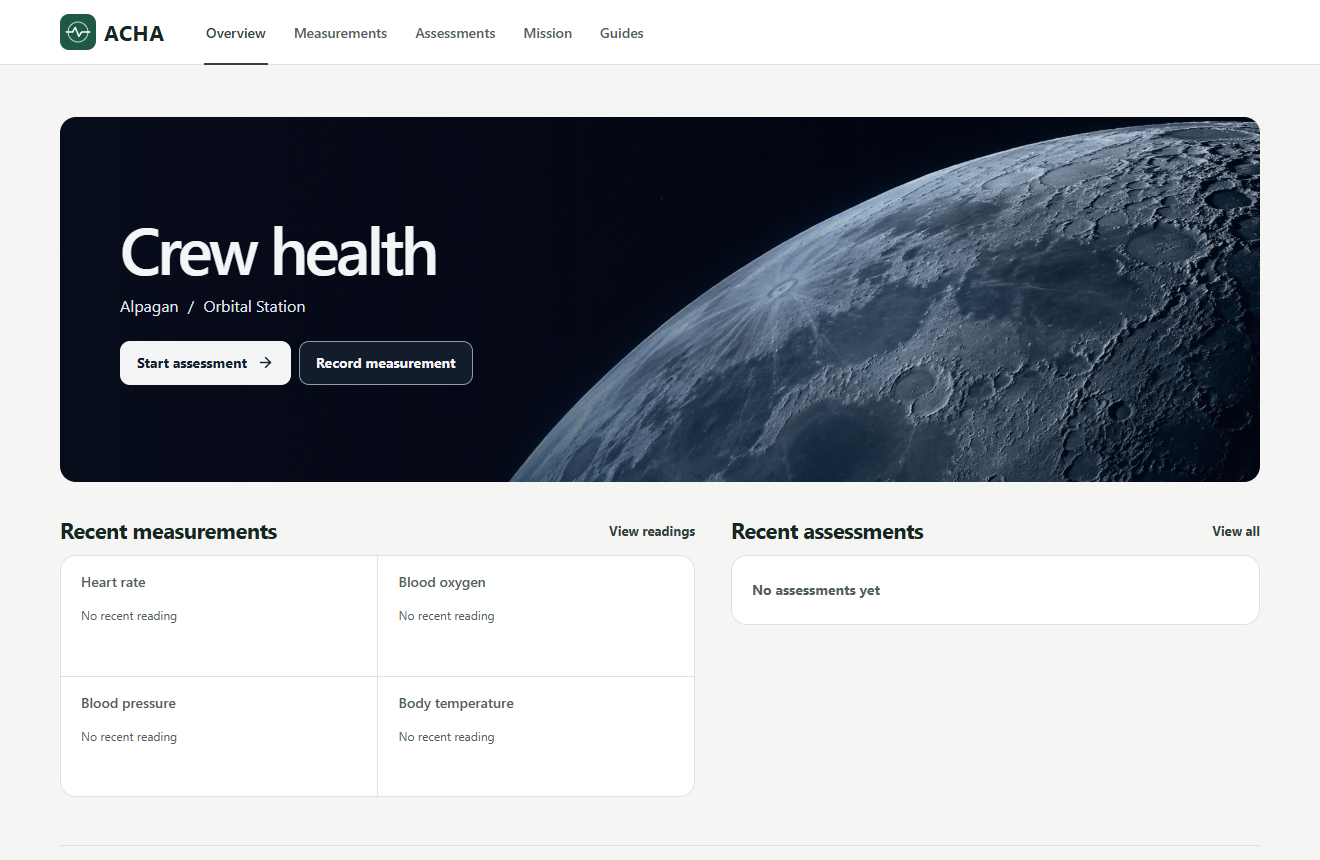 ACHA
Overview
Measurements
Assessments
Mission
Guides
Crew health
Alpagan / Orbital Station
Start assessment →
Record measurement
Recent measurements
View readings
Heart rate
No recent reading
Blood oxygen
No recent reading
Blood pressure
No recent reading
Body temperature
No recent reading
Recent assessments
View all
No assessments yet